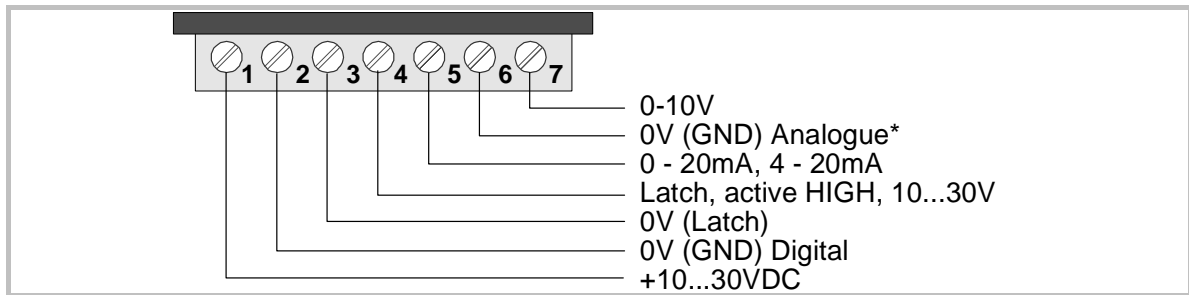 1 2 3 4 5 6 7
0-10V
0V (GND) Analogue*
0 - 20mA, 4 - 20mA
Latch, active HIGH, 10...30V
0V (Latch)
0V (GND) Digital
+10...30VDC